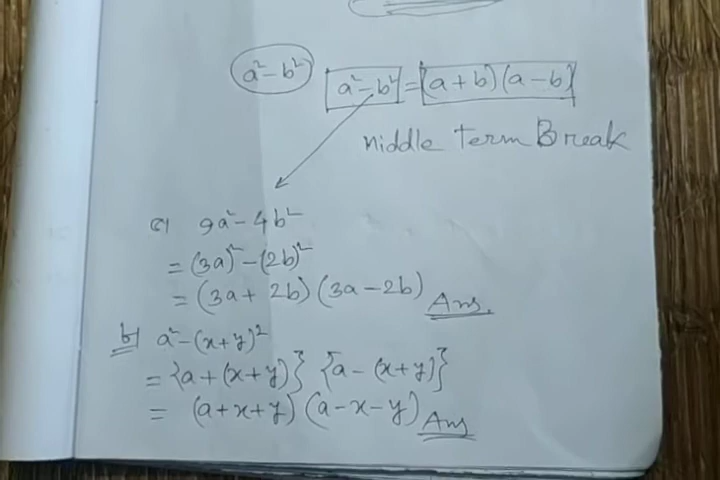 a² – b²
a² – b² = (a + b) (a – b)
Middle Term Break
a) 9a² – 4b²
= (3a)² – (2b)²
= (3a + 2b) (3a – 2b) Ans.
b) a² – (x + y)²
= {a + (x + y)} {a – (x + y)}
= (a + x + y) (a – x – y) Ans